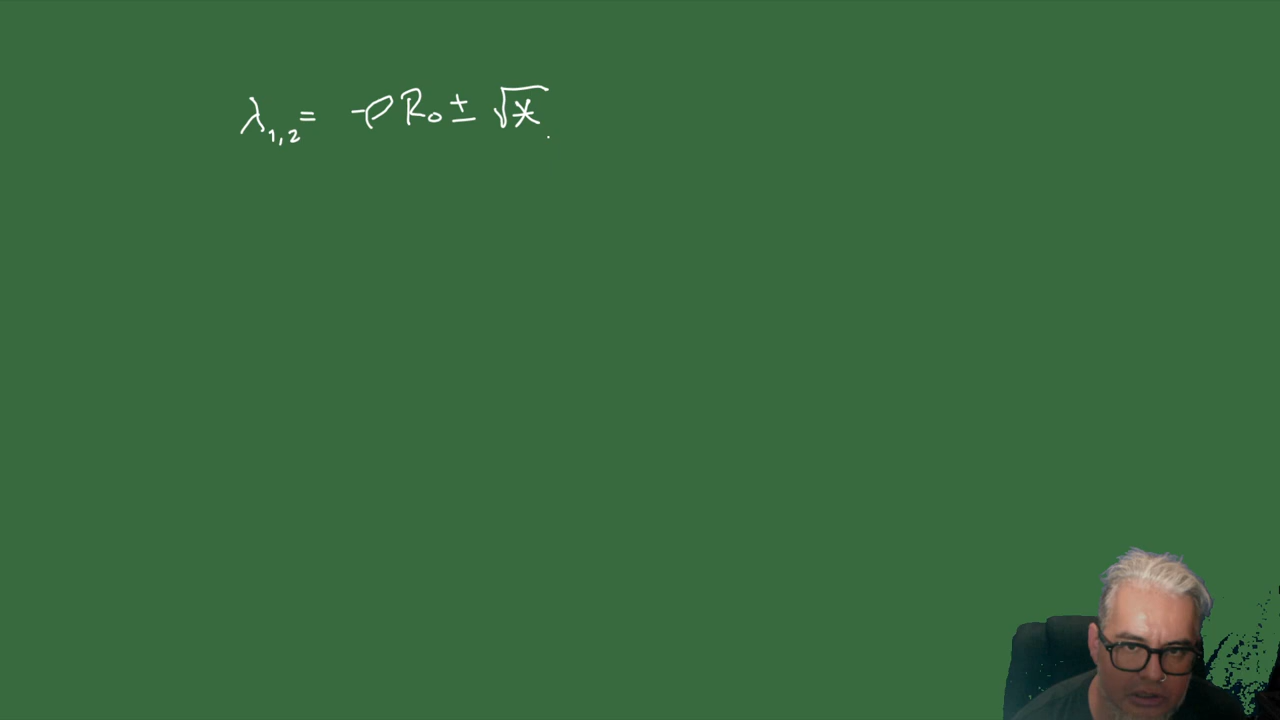 λ₁,₂ = -ρR₀ ± √*